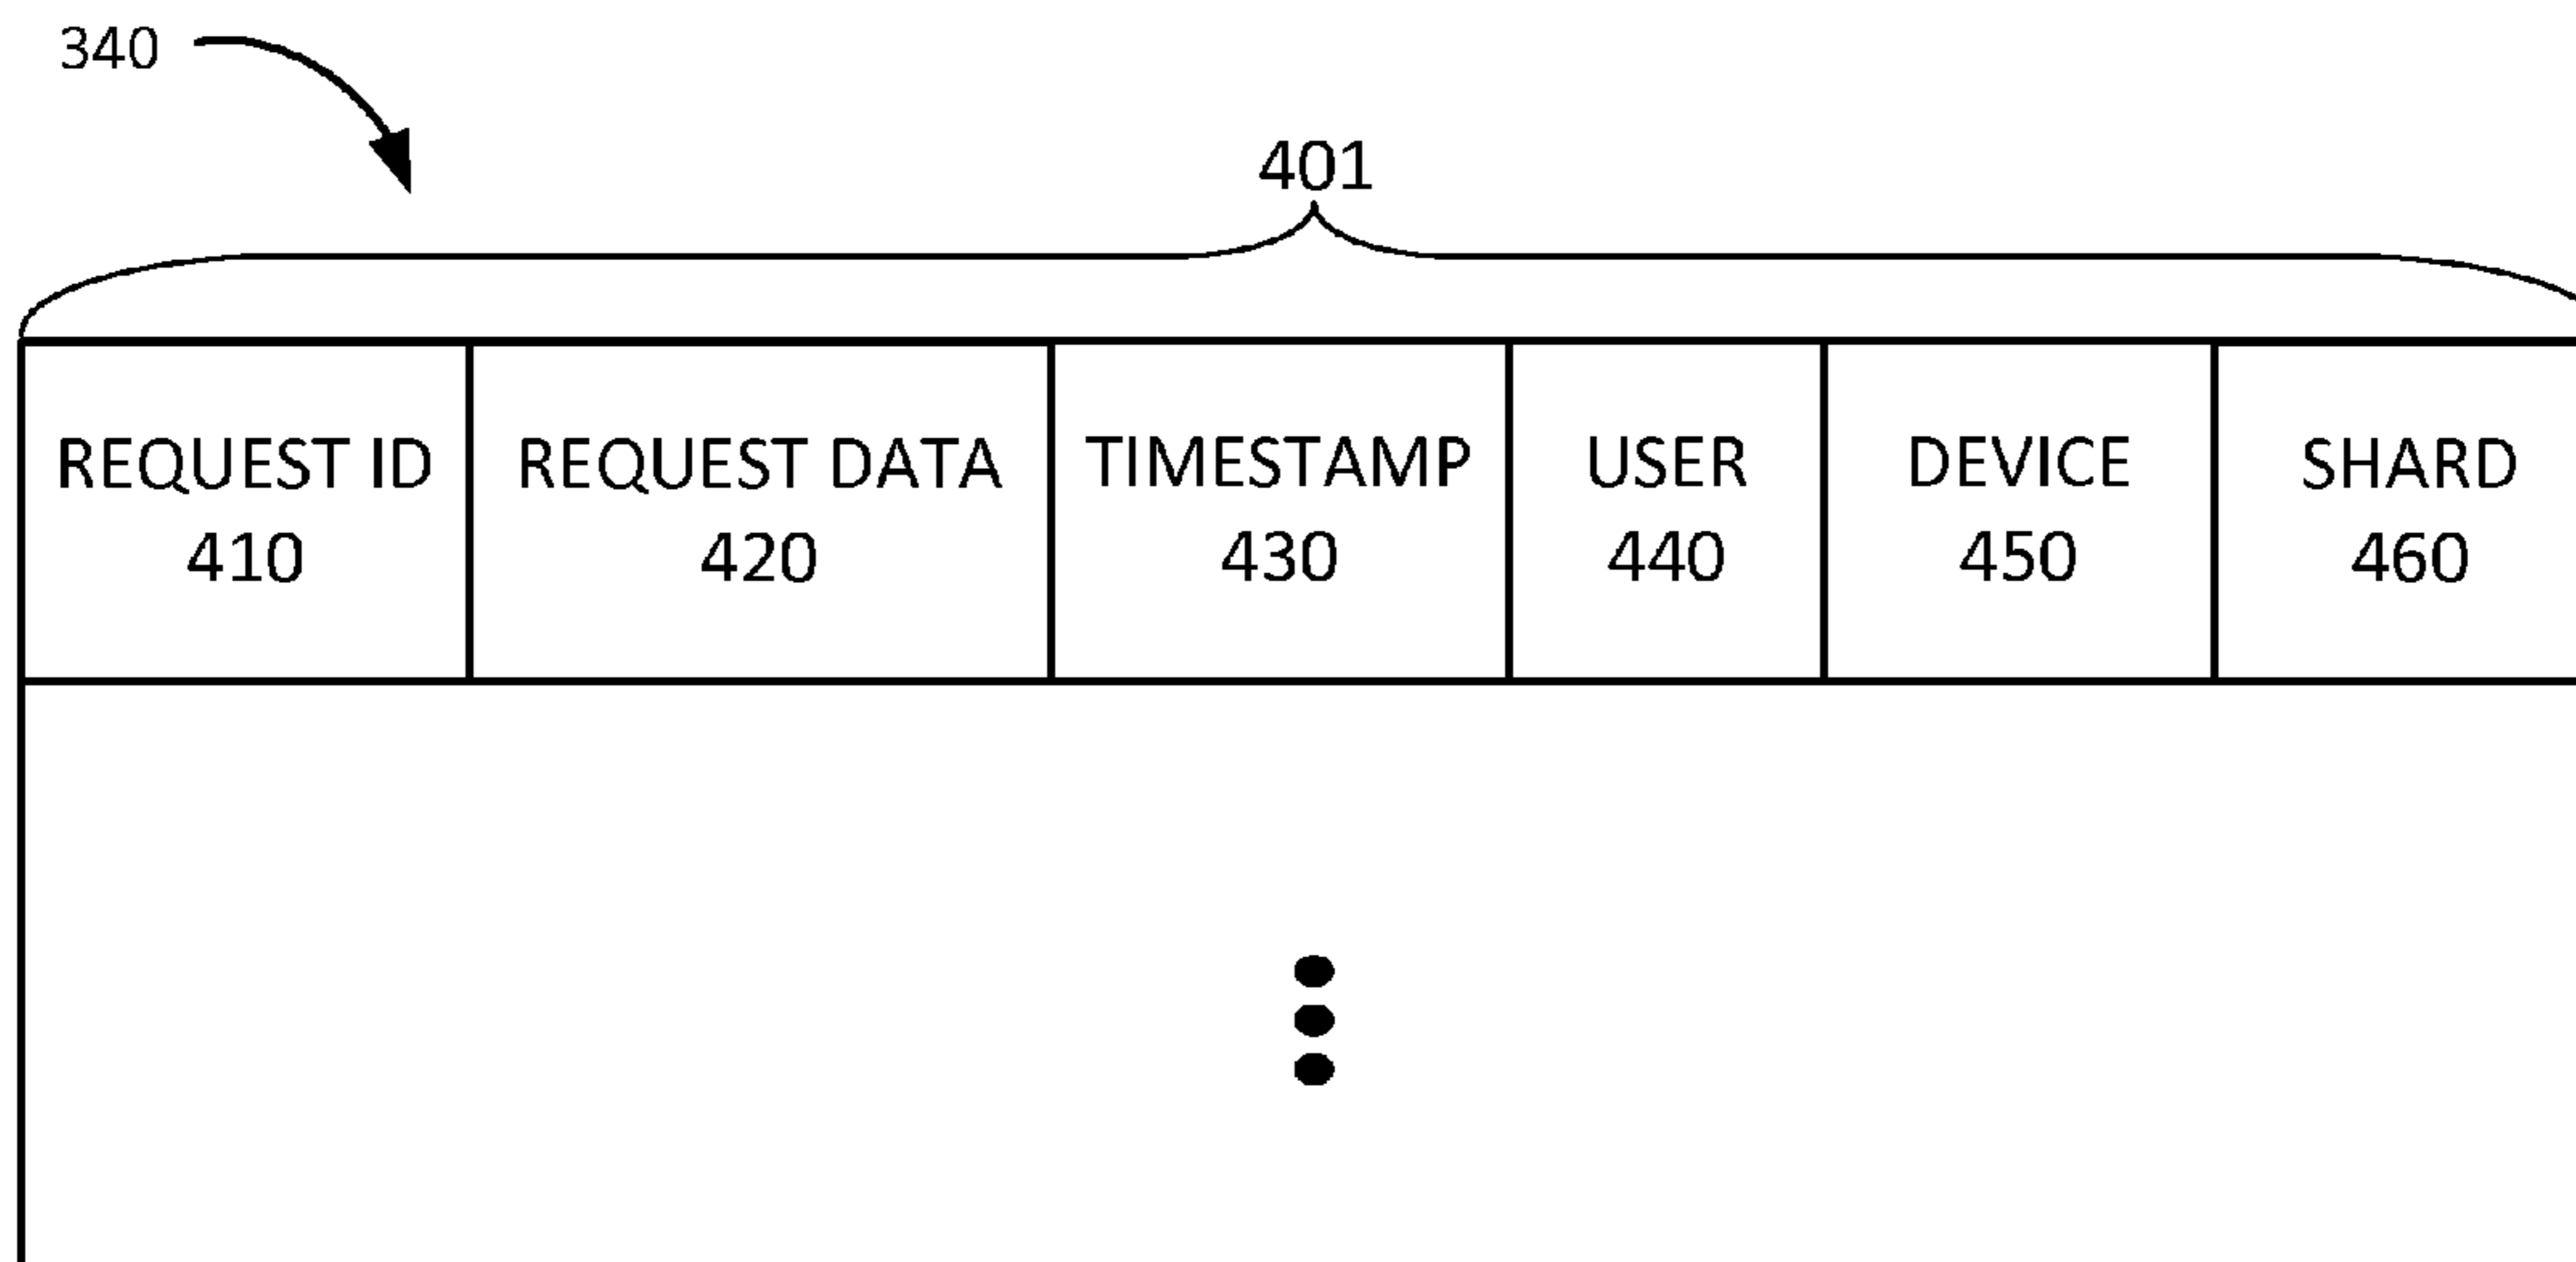 340
401
REQUEST ID REQUEST DATA TIMESTAMP USER DEVICE SHARD
410 420 430 440 450 460